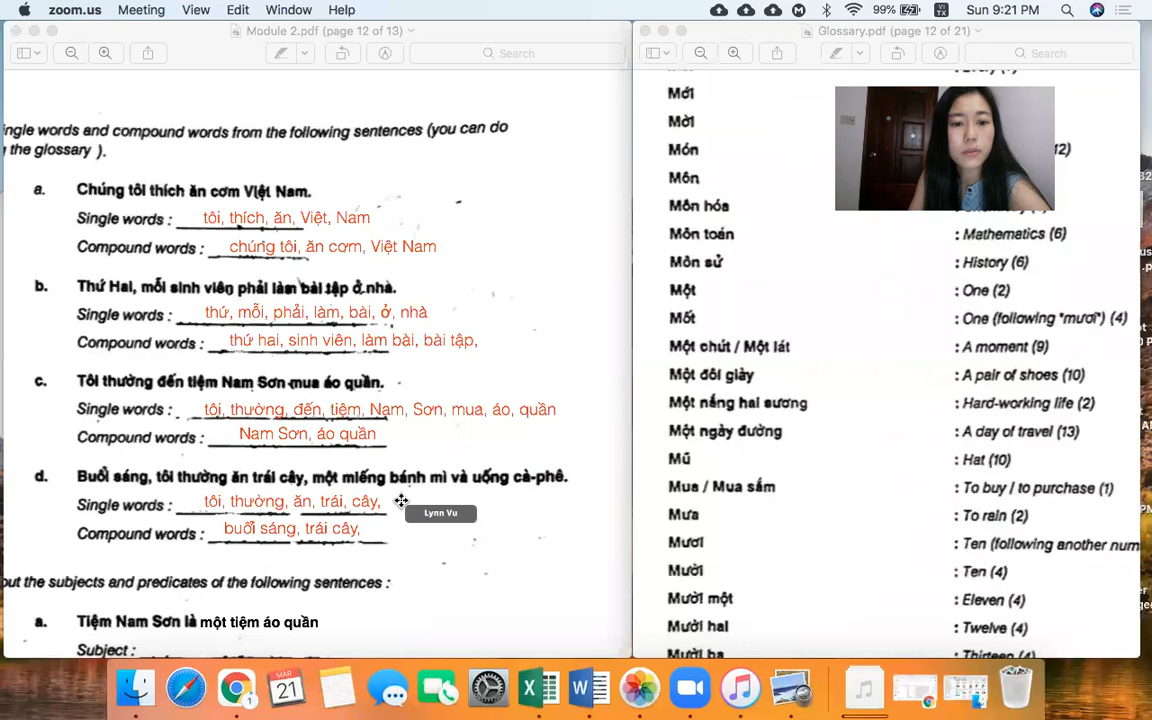 zoom.us Meeting View Edit Window Help 99% Sun 9:21 PM
Module 2.pdf (page 12 of 13)
Search
ingle words and compound words from the following sentences (you can do
the glossary ).
a. Chúng tôi thích ăn cơm Việt Nam.
Single words : tôi, thích, ăn, Việt, Nam
Compound words : chúng tôi, ăn cơm, Việt Nam
b. Thứ Hai, mỗi sinh viên phải làm bài tập ở nhà.
Single words : thứ, mỗi, phải, làm, bài, ở, nhà
Compound words : thứ hai, sinh viên, làm bài, bài tập,
c. Tôi thường đến tiệm Nam Sơn mua áo quần.
Single words : tôi, thường, đến, tiệm, Nam, Sơn, mua, áo, quần
Compound words : Nam Sơn, áo quần
d. Buổi sáng, tôi thường ăn trái cây, một miếng bánh mì và uống cà-phê.
Single words : tôi, thường, ăn, trái, cây,
Lynn Vu
Compound words : buổi sáng, trái cây,
out the subjects and predicates of the following sentences :
a. Tiệm Nam Sơn là một tiệm áo quần
Subject :
Glossary.pdf (page 12 of 21)
Search
Mới
Mời
Món 12)
Môn
Môn hóa
Môn toán : Mathematics (6)
Môn sử : History (6)
Một : One (2)
Mốt : One (following "mươi") (4)
Một chút / Một lát : A moment (9)
Một đôi giày : A pair of shoes (10)
Một nắng hai sương : Hard-working life (2)
Một ngày đường : A day of travel (13)
Mũ : Hat (10)
Mua / Mua sắm : To buy / to purchase (1)
Mưa : To rain (2)
Mươi : Ten (following another num
Mười : Ten (4)
Mười một : Eleven (4)
Mười hai : Twelve (4)
Mười ba : Thirteen (4)
MAR
21